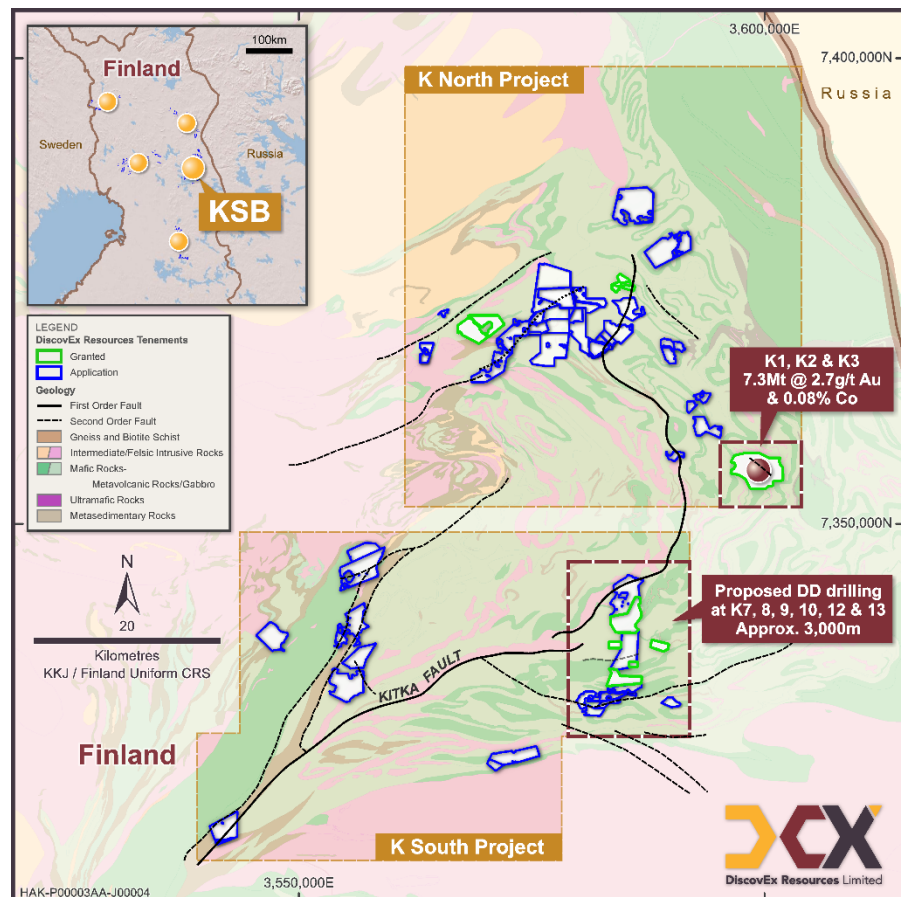 100km
Finland
Sweden
Russia
KSB
3,600,000E
7,400,000N
Russia
K North Project
LEGEND
DiscovEx Resources Tenements
Granted
Application
Geology
First Order Fault
Second Order Fault
Gneiss and Biotite Schist
Intermediate/Felsic Intrusive Rocks
Mafic Rocks-
Metavolcanic Rocks/Gabbro
Ultramafic Rocks
Metasedimentary Rocks
K1, K2 & K3
7.3Mt @ 2.7g/t Au
& 0.08% Co
7,350,000N
N
20
Kilometres
KKJ / Finland Uniform CRS
Proposed DD drilling
at K7, 8, 9, 10, 12 & 13
Approx. 3,000m
KITKA FAULT
Finland
K South Project
DCX
DiscovEx Resources Limited
3,550,000E
HAK-P00003AA-J00004